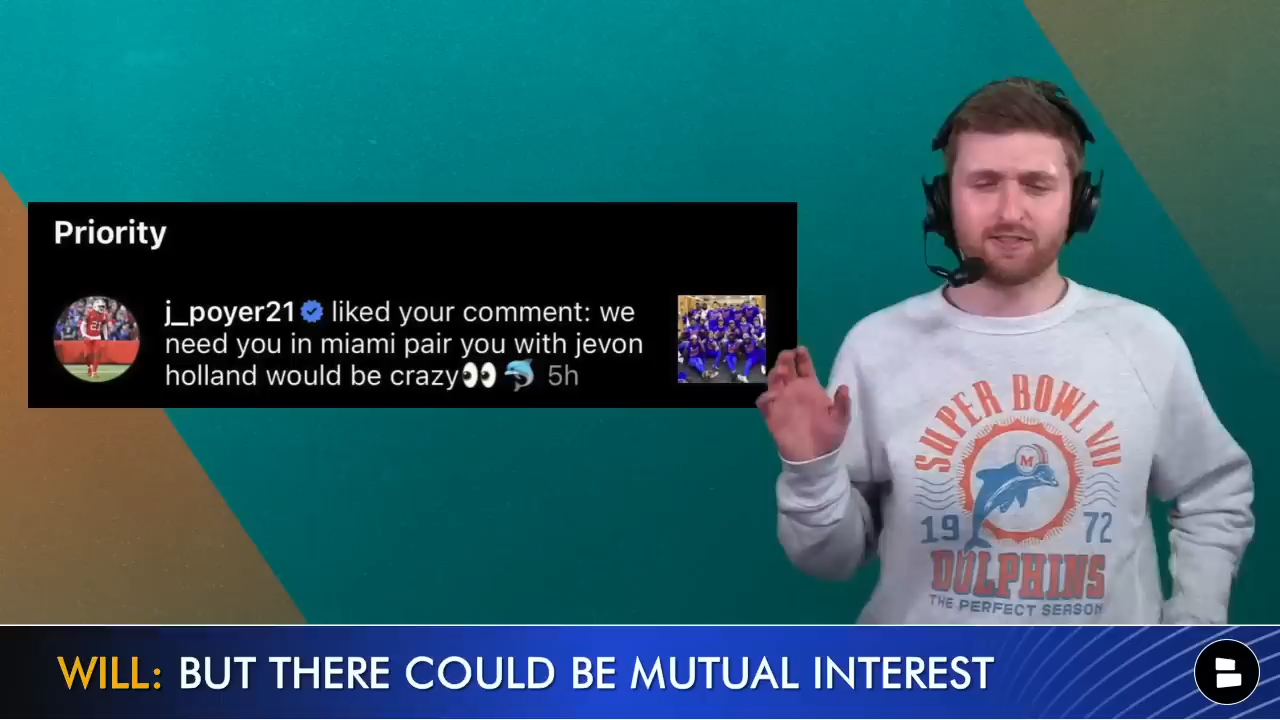 Priority
j_poyer21 liked your comment: we
need you in miami pair you with jevon
holland would be crazy👀🐬 5h
SUPER BOWL VII
M
19 72
DOLPHINS
THE PERFECT SEASON
WILL: BUT THERE COULD BE MUTUAL INTEREST